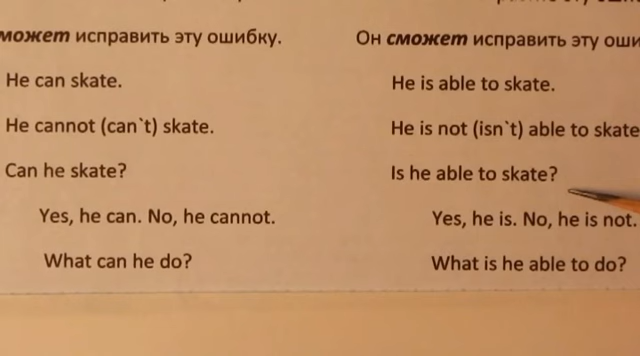 может исправить эту ошибку.
He can skate.
He cannot (can`t) skate.
Can he skate?
Yes, he can. No, he cannot.
What can he do?
Он сможет исправить эту
He is able to skate.
He is not (isn`t) able to skate
Is he able to skate?
Yes, he is. No, he is not.
What is he able to do?